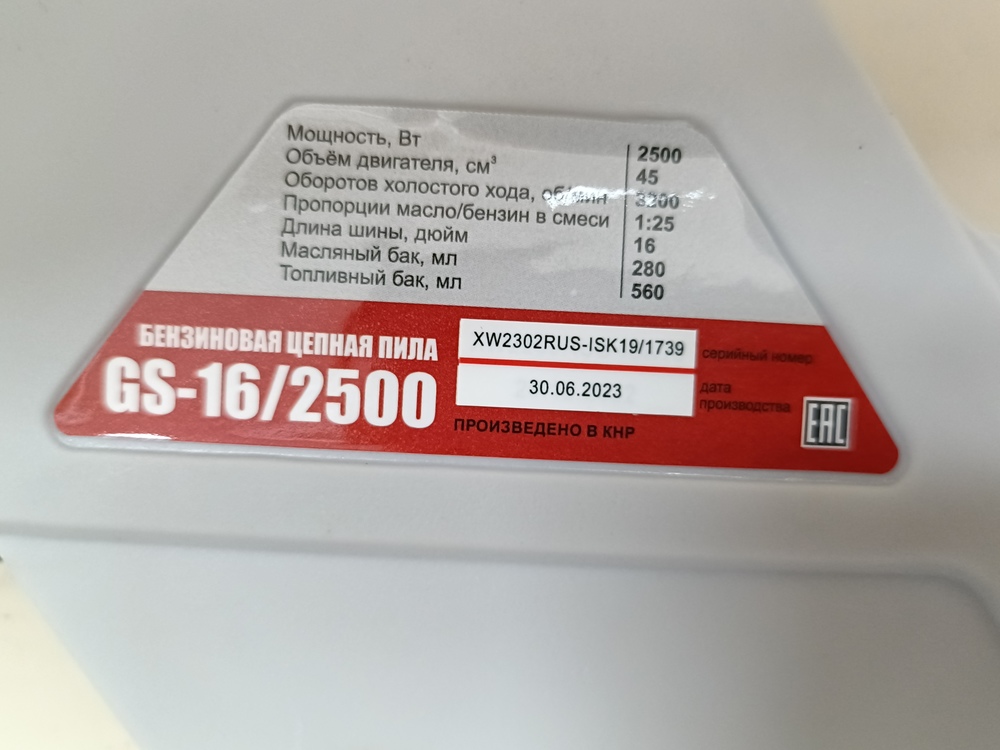 Мощность, Вт 2500
Объём двигателя, см³ 45
Оборотов холостого хода, об/мин 3200
Пропорции масло/бензин в смеси 1:25
Длина шины, дюйм 16
Масляный бак, мл 280
Топливный бак, мл 560
БЕНЗИНОВАЯ ЦЕПНАЯ ПИЛА
GS-16/2500
XW2302RUS-ISK19/1739 серийный номер
30.06.2023 дата производства
ПРОИЗВЕДЕНО В КНР
EAC